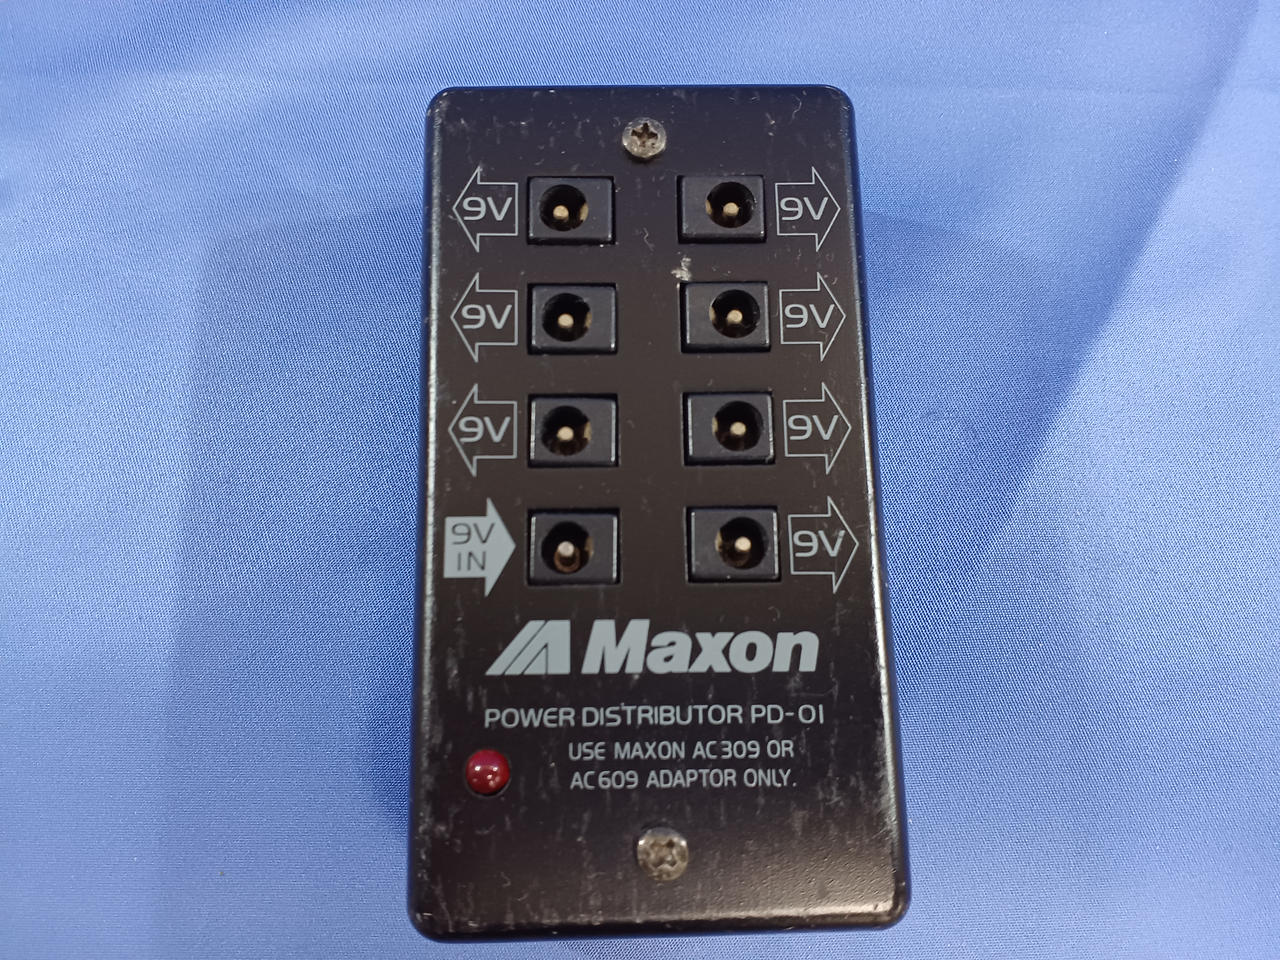 9V 9V
9V 9V
9V 9V
9V IN 9V
Maxon
POWER DISTRIBUTOR PD-01
USE MAXON AC309 OR
AC609 ADAPTOR ONLY.